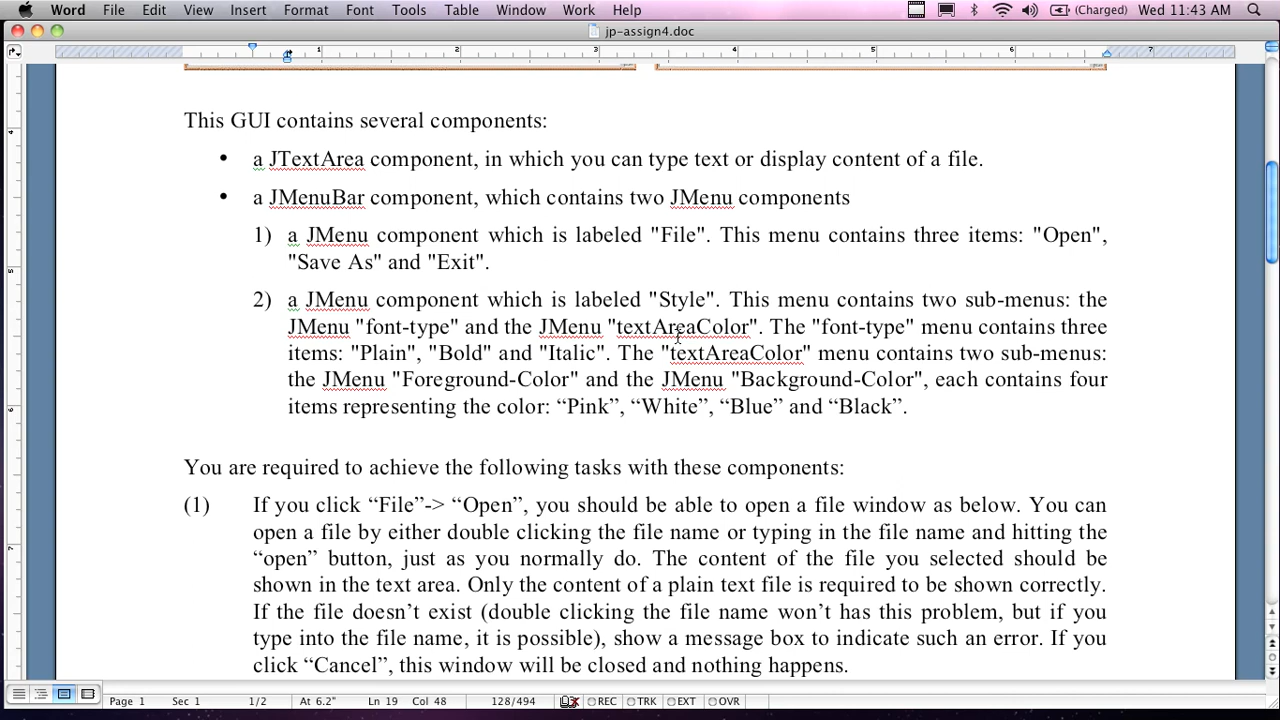 Word File Edit View Insert Format Font Tools Table Window Work Help (Charged) Wed 11:43 AM
jp-assign4.doc
1 2 3 4 5 6 7
This GUI contains several components:
• a JTextArea component, in which you can type text or display content of a file.
• a JMenuBar component, which contains two JMenu components
1) a JMenu component which is labeled "File". This menu contains three items: "Open",
"Save As" and "Exit".
2) a JMenu component which is labeled "Style". This menu contains two sub-menus: the
JMenu "font-type" and the JMenu "textAreaColor". The "font-type" menu contains three
items: "Plain", "Bold" and "Italic". The "textAreaColor" menu contains two sub-menus:
the JMenu "Foreground-Color" and the JMenu "Background-Color", each contains four
items representing the color: “Pink”, “White”, “Blue” and “Black”.
You are required to achieve the following tasks with these components:
(1) If you click “File”-> “Open”, you should be able to open a file window as below. You can
open a file by either double clicking the file name or typing in the file name and hitting the
“open” button, just as you normally do. The content of the file you selected should be
shown in the text area. Only the content of a plain text file is required to be shown correctly.
If the file doesn’t exist (double clicking the file name won’t has this problem, but if you
type into the file name, it is possible), show a message box to indicate such an error. If you
click “Cancel”, this window will be closed and nothing happens.
4
5
6
7
Page 1 Sec 1 1/2 At 6.2" Ln 19 Col 48 128/494 REC TRK EXT OVR